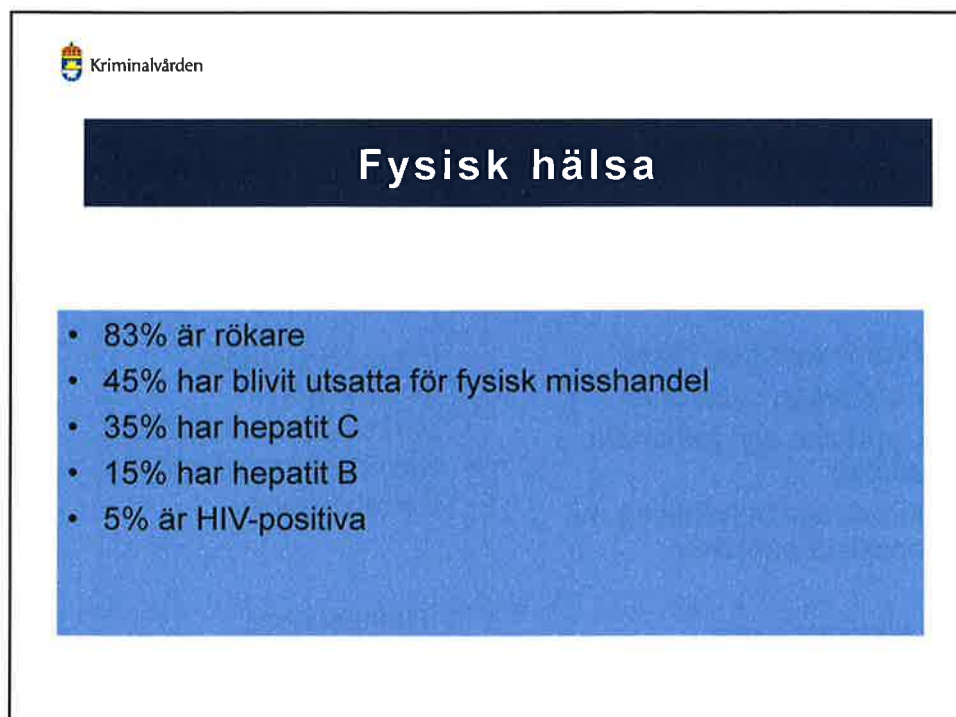 Kriminalvården
Fysisk hälsa
• 83% är rökare
• 45% har blivit utsatta för fysisk misshandel
• 35% har hepatit C
• 15% har hepatit B
• 5% är HIV-positiva